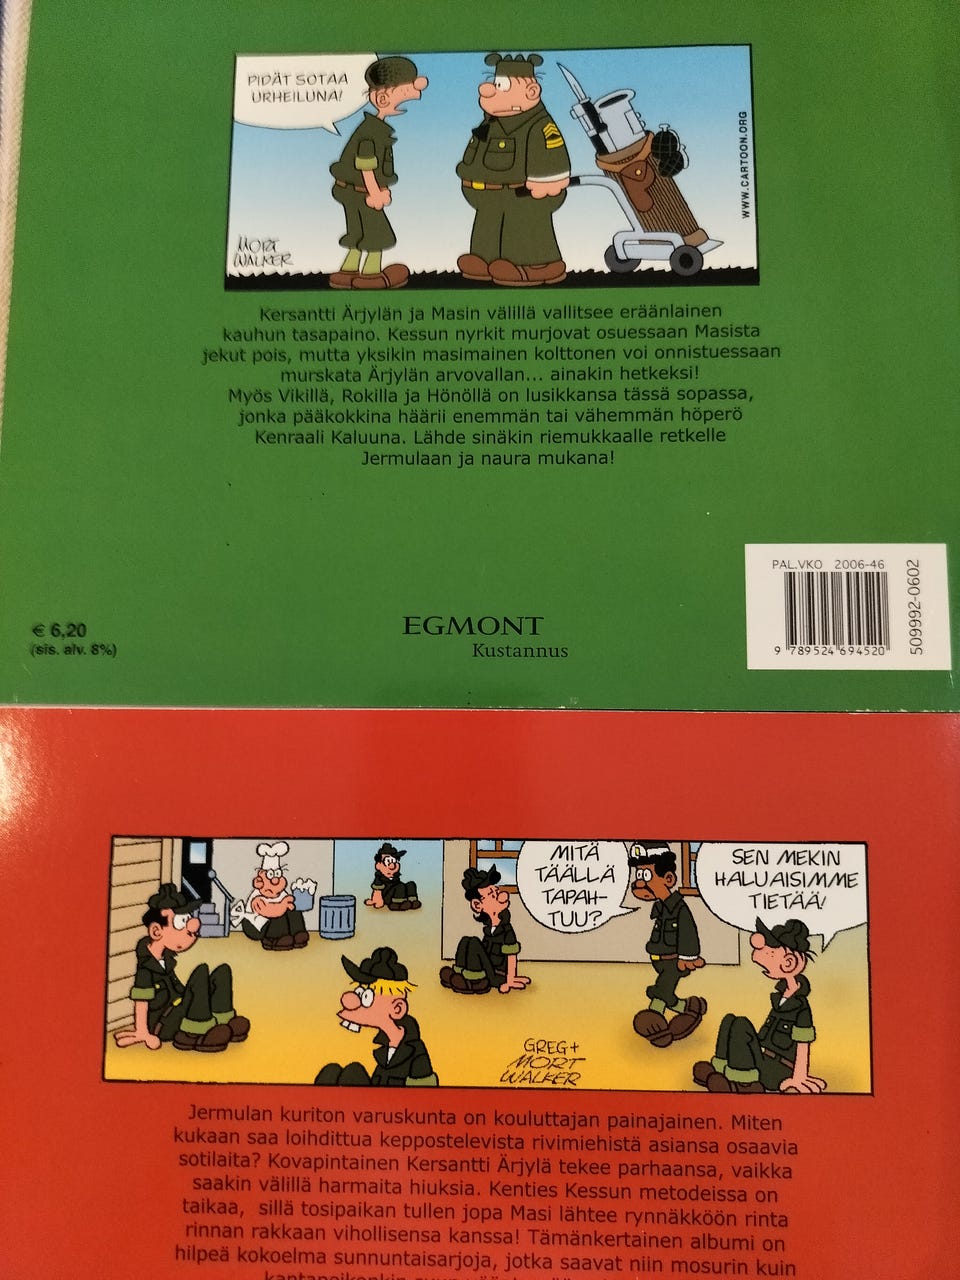 PIDÄT SOTAA
URHEILUNA!
WWW.CARTOON.ORG
MORT
WALKER
Kersantti Ärjylän ja Masin välillä vallitsee eräänlainen
kauhun tasapaino. Kessun nyrkit murjovat osuessaan Masista
jekut pois, mutta yksikin masimainen kolttonen voi onnistuessaan
murskata Ärjylän arvovallan... ainakin hetkeksi!
Myös Vikillä, Rokilla ja Hönöllä on lusikkansa tässä sopassa,
jonka pääkokkina häärii enemmän tai vähemmän höperö
Kenraali Kaluuna. Lähde sinäkin riemukkaalle retkelle
Jermulaan ja naura mukana!
PAL.VKO 2006-46
9 789524 694520
509992-0602
€ 6,20
(sis. alv. 8%)
EGMONT
Kustannus
MITÄ
TÄÄLLÄ
TAPAH-
TUU?
SEN MEKIN
HALUAISIMME
TIETÄÄ!
GREG+
MORT
WALKER
Jermulan kuriton varuskunta on kouluttajan painajainen. Miten
kukaan saa loihdittua keppostelevista rivimiehistä asiansa osaavia
sotilaita? Kovapintainen Kersantti Ärjylä tekee parhaansa, vaikka
saakin välillä harmaita hiuksia. Kenties Kessun metodeissa on
taikaa, sillä tosipaikan tullen jopa Masi lähtee rynnäkköön rinta
rinnan rakkaan vihollisensa kanssa! Tämänkertainen albumi on
hilpeä kokoelma sunnuntaisarjoja, jotka saavat niin mosurin kuin